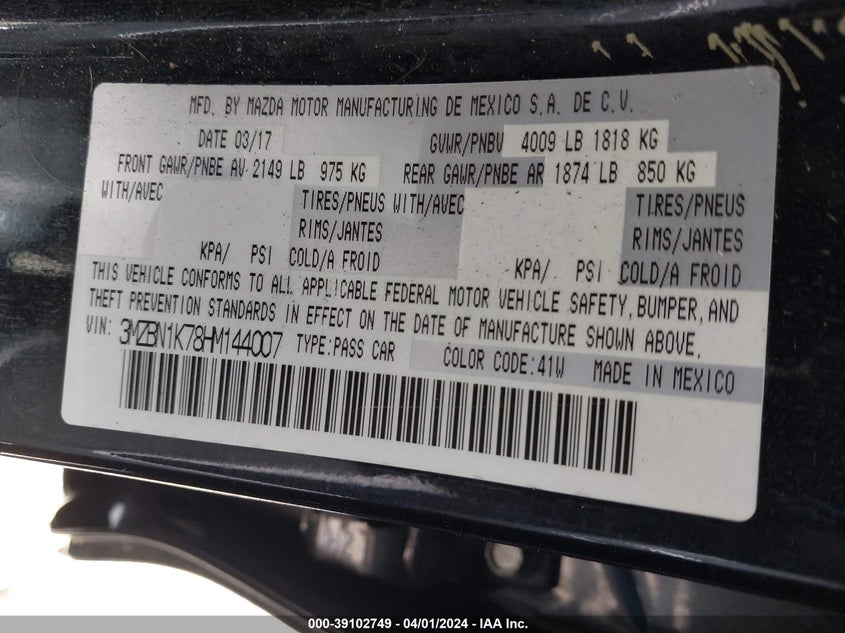 MFD. BY MAZDA MOTOR MANUFACTURING DE MEXICO S.A. DE C.V.
DATE 03/17 GVWR/PNBV 4009 LB 1818 KG
FRONT GAWR/PNBE AV 2149 LB 975 KG REAR GAWR/PNBE AR 1874 LB 850 KG
WITH/AVEC TIRES/PNEUS WITH/AVEC TIRES/PNEUS
RIMS/JANTES RIMS/JANTES
KPA/ PSI COLD/A FROID KPA/ PSI COLD/A FROID
THIS VEHICLE CONFORMS TO ALL APPLICABLE FEDERAL MOTOR VEHICLE SAFETY, BUMPER, AND
THEFT PREVENTION STANDARDS IN EFFECT ON THE DATE OF MANUFACTURE SHOWN ABOVE.
VIN: 3MZBN1K78HM144007 TYPE:PASS CAR COLOR CODE:41W MADE IN MEXICO
000-39102749 - 04/01/2024 - IAA Inc.